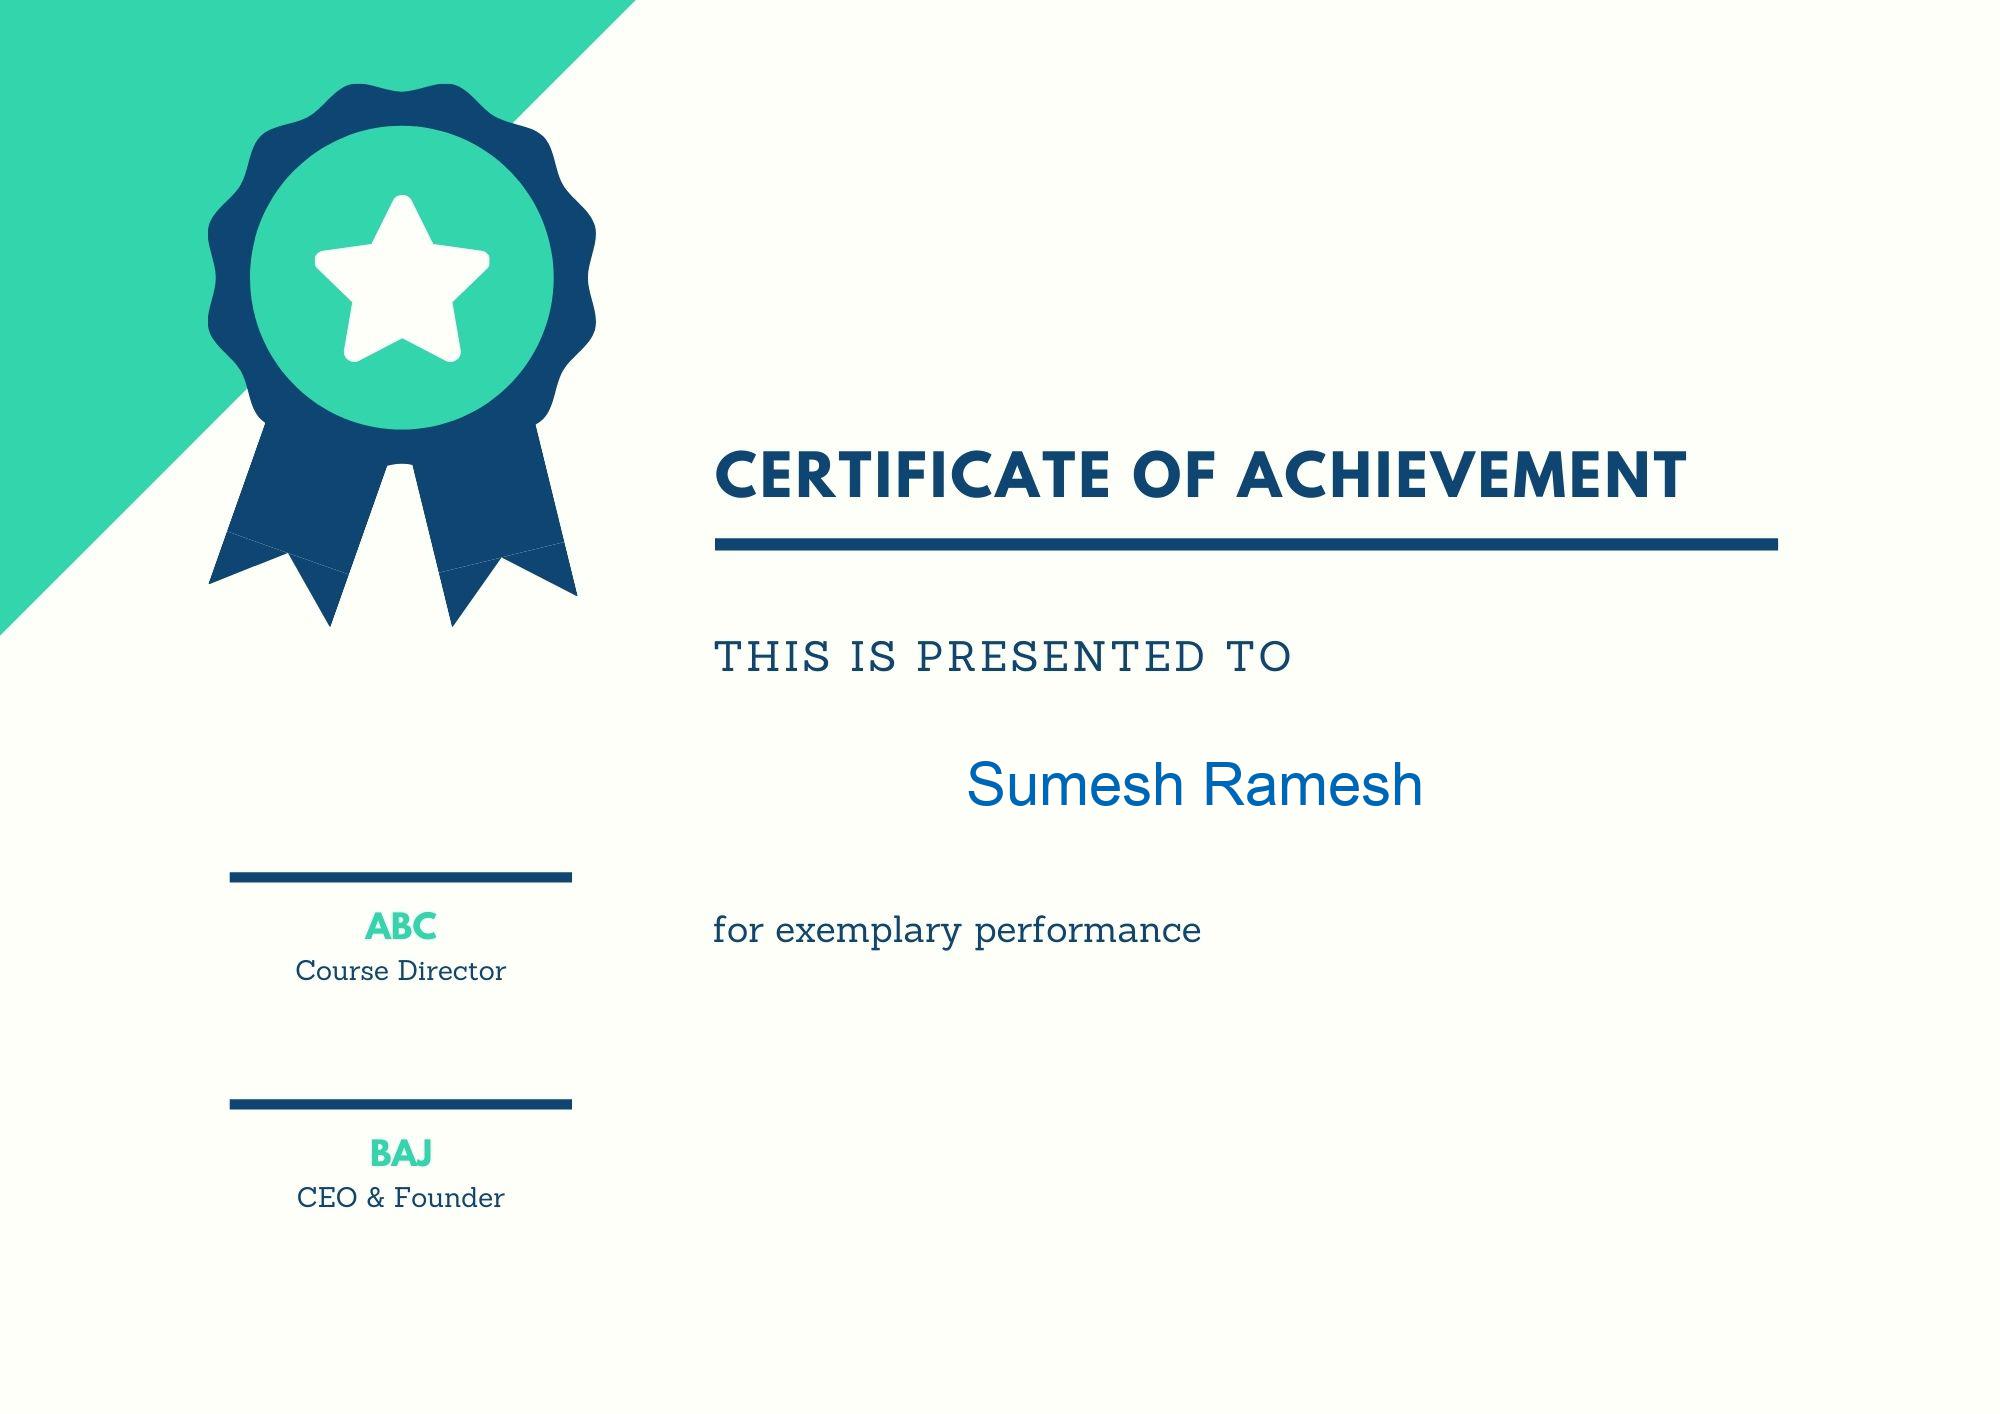 CERTIFICATE OF ACHIEVEMENT
THIS IS PRESENTED TO
Sumesh Ramesh
for exemplary performance
ABC
Course Director
BAJ
CEO & Founder